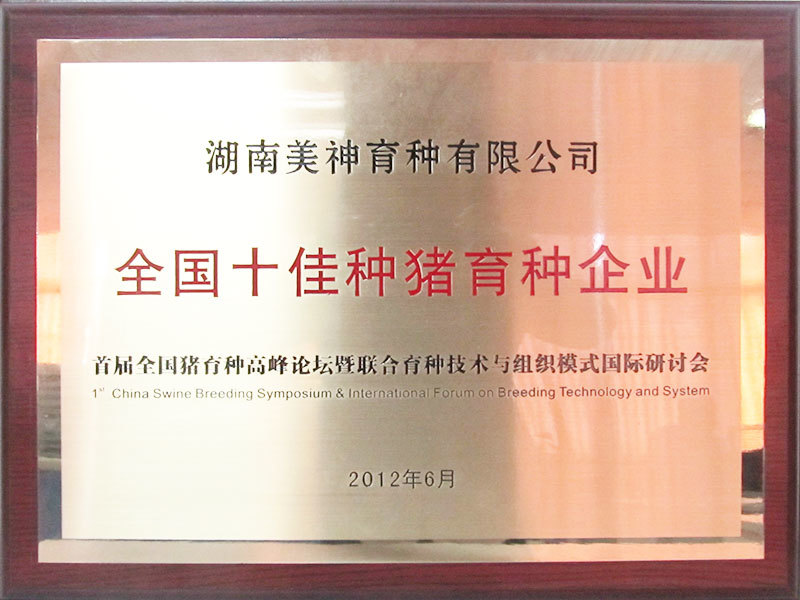 湖南美神育种有限公司
全国十佳种猪育种企业
首届全国猪育种高峰论坛暨联合育种技术与组织模式国际研讨会
1st China Swine Breeding Symposium & International Forum on Breeding Technology and System
2012年6月